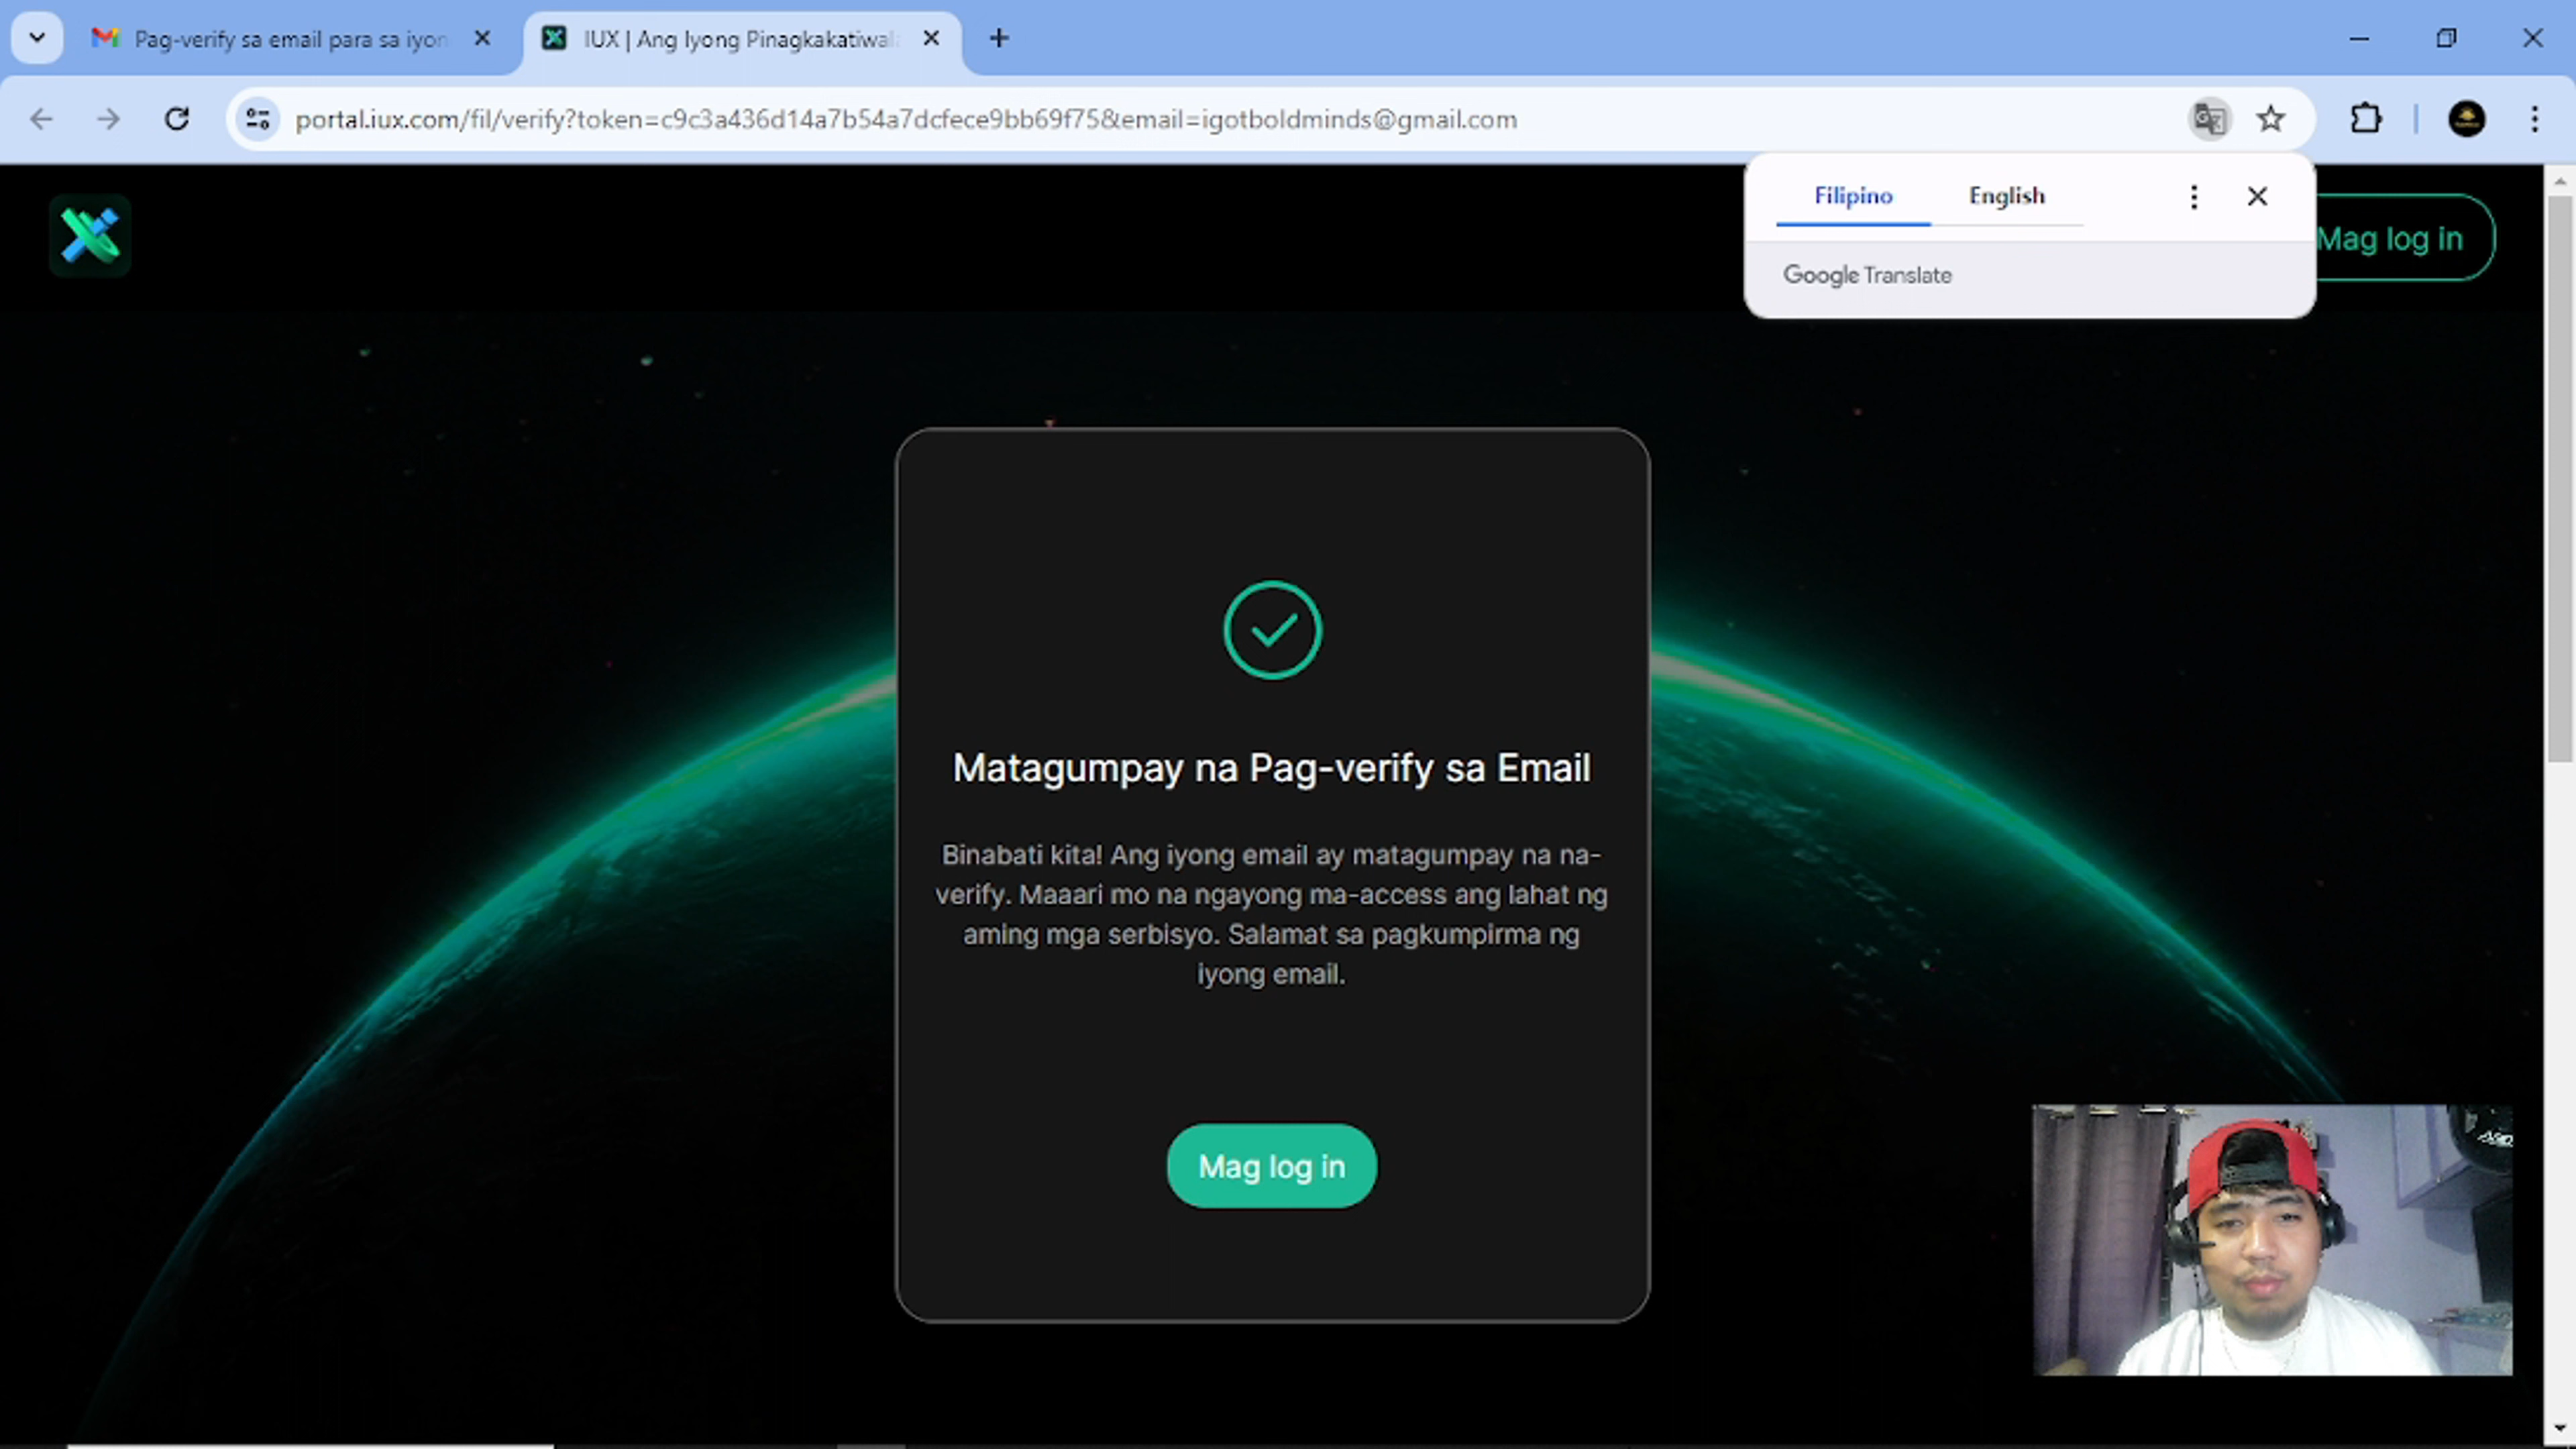 Pag-verify sa email para sa iyon
IUX | Ang Iyong Pinagkakatiwala
portal.iux.com/fil/verify?token=c9c3a436d14a7b54a7dcfece9bb69f75&email=igotboldminds@gmail.com
Filipino English
Mag log in
Google Translate
Matagumpay na Pag-verify sa Email
Binabati kita! Ang iyong email ay matagumpay na na-
verify. Maaari mo na ngayong ma-access ang lahat ng
aming mga serbisyo. Salamat sa pagkumpirma ng
iyong email.
Mag log in